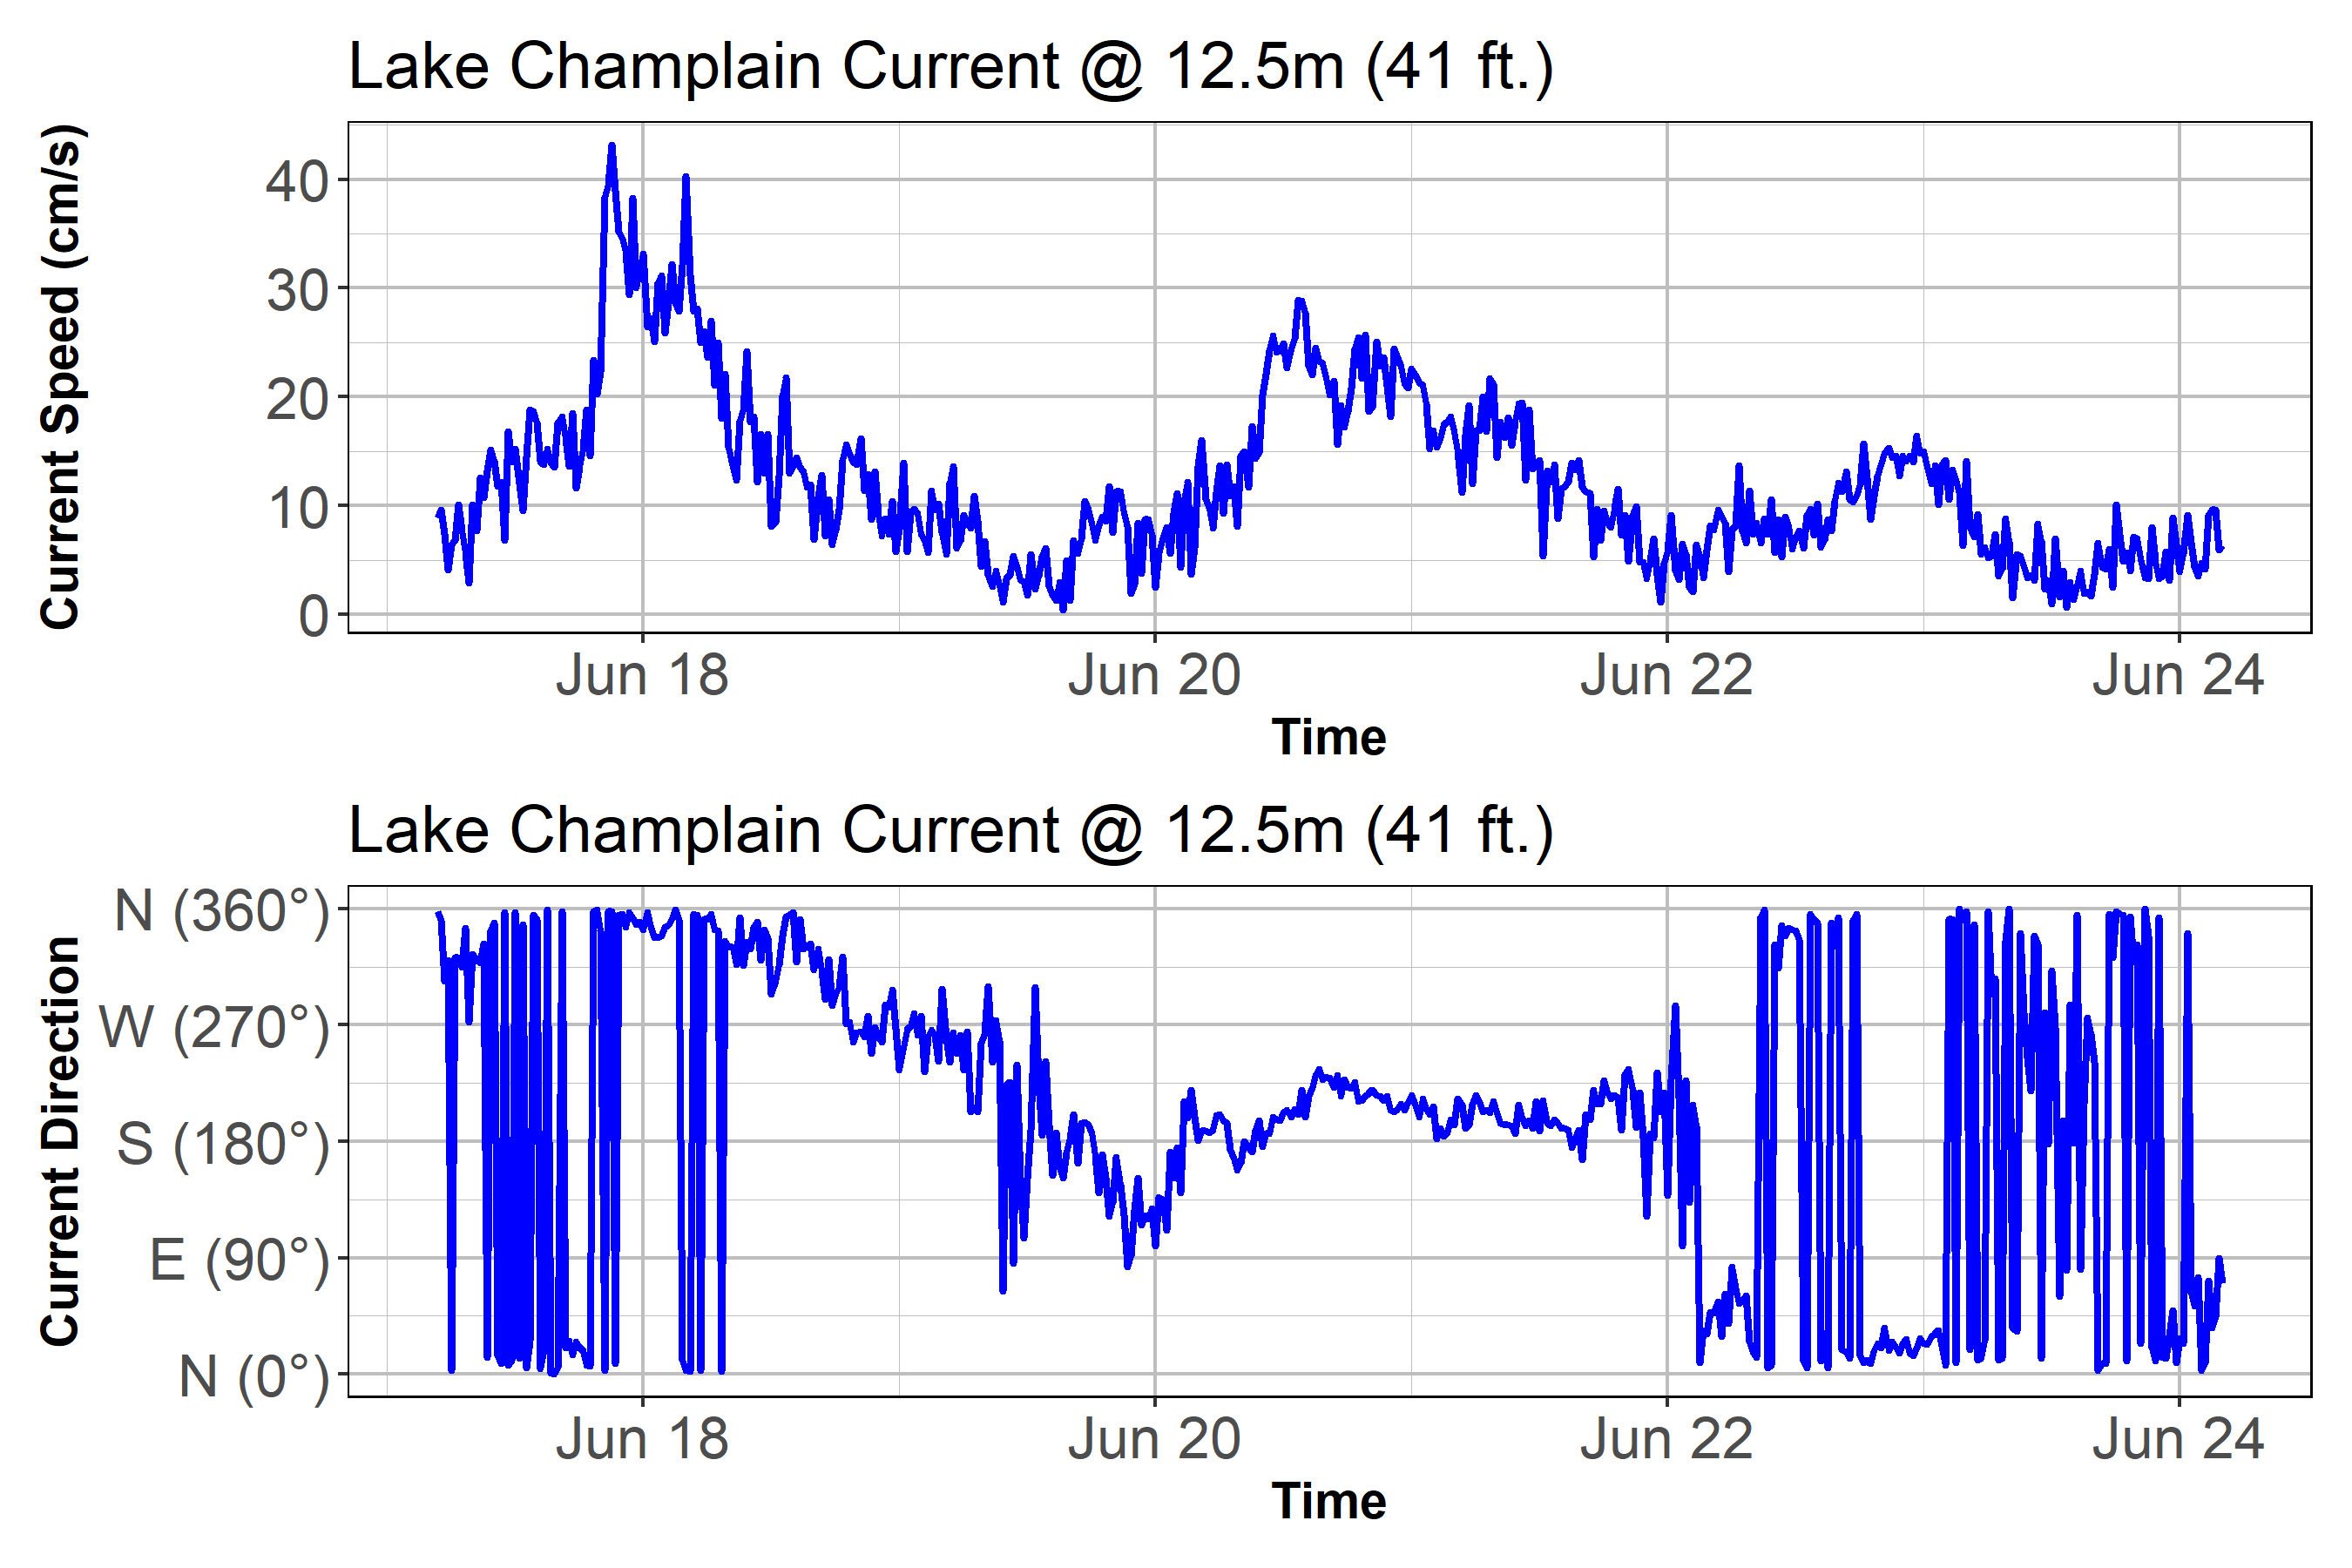 Lake Champlain Current @ 12.5m (41 ft.)
Current Speed (cm/s)
40
30
20
10
0
Jun 18 Jun 20 Jun 22 Jun 24
Time
Lake Champlain Current @ 12.5m (41 ft.)
Current Direction
N (360°)
W (270°)
S (180°)
E (90°)
N (0°)
Jun 18 Jun 20 Jun 22 Jun 24
Time